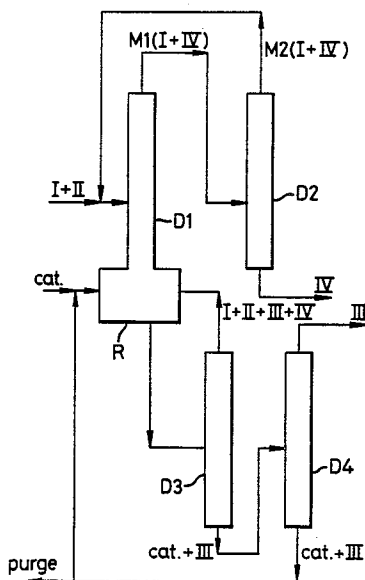 M1(I+IV)
M2(I+IV)
I+II
D1
D2
cat.
IV
I+II+III+IV
III
R
D3
D4
cat.+III
cat.+III
purge